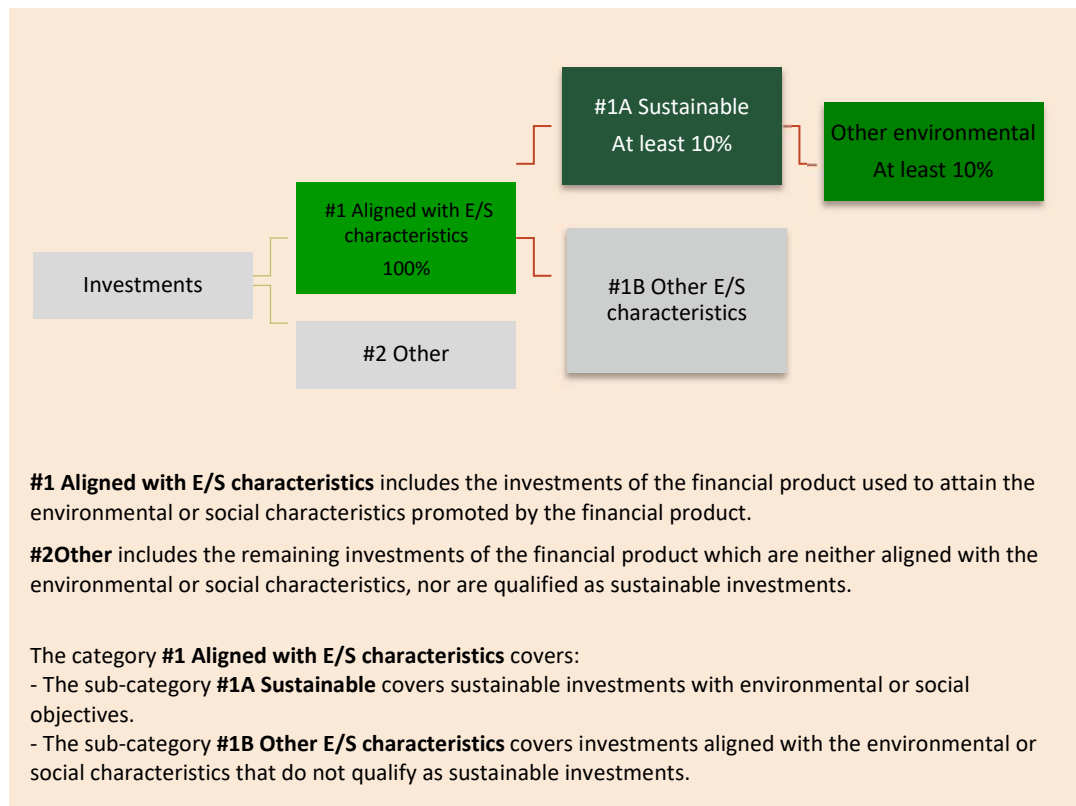 #1A Sustainable
At least 10%
Other environmental
At least 10%
#1 Aligned with E/S
characteristics
100%
Investments
#1B Other E/S
characteristics
#2 Other
#1 Aligned with E/S characteristics includes the investments of the financial product used to attain the
environmental or social characteristics promoted by the financial product.
#2Other includes the remaining investments of the financial product which are neither aligned with the
environmental or social characteristics, nor are qualified as sustainable investments.
The category #1 Aligned with E/S characteristics covers:
- The sub-category #1A Sustainable covers sustainable investments with environmental or social
objectives.
- The sub-category #1B Other E/S characteristics covers investments aligned with the environmental or
social characteristics that do not qualify as sustainable investments.